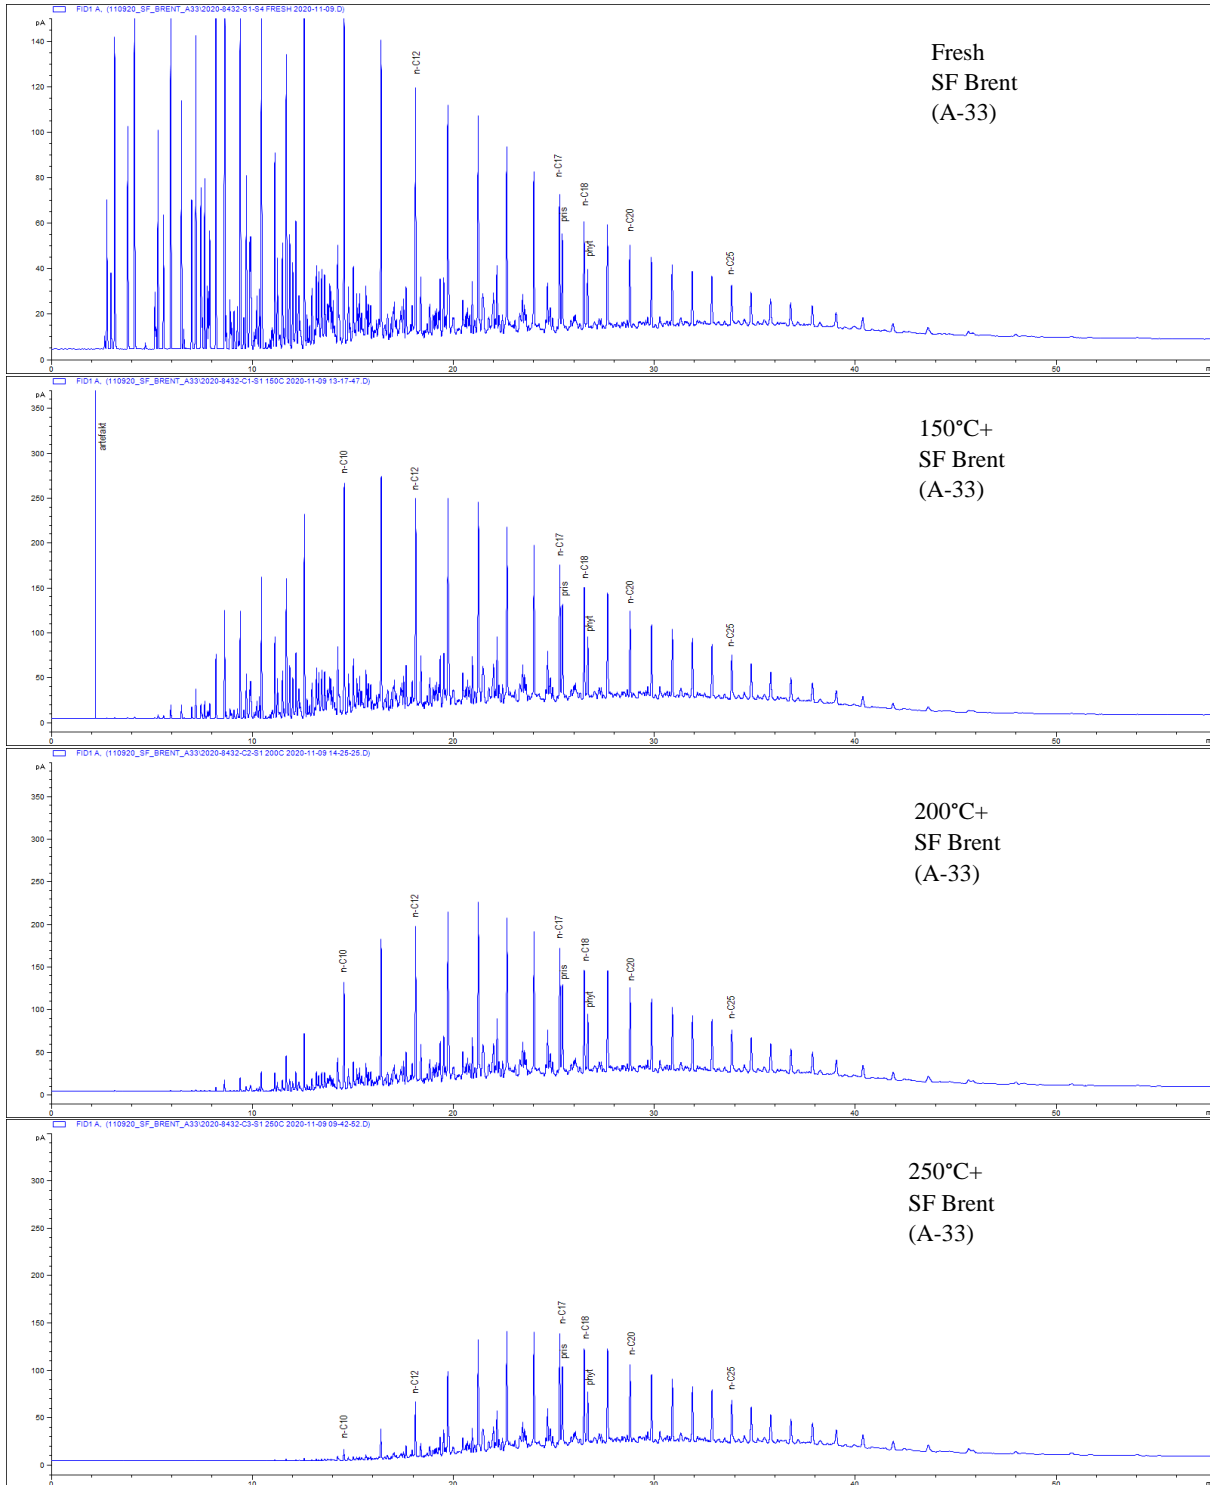 FID1 A, (110920_SF_BRENT_A33\2020-8432-S1-S4 FRESH 2020-11-09.D)
pA
140
120
100
80
60
40
20
0
n-C12
n-C17
pris
n-C18
phyt
n-C20
n-C25
Fresh
SF Brent
(A-33)
0 10 20 30 40 50
FID1 A, (110920_SF_BRENT_A33\2020-8432-C1-S1 150C 2020-11-09 13-17-47.D)
pA
350
300
250
200
150
100
50
0
artefakt
n-C10
n-C12
n-C17
pris
n-C18
phyt
n-C20
n-C25
150°C+
SF Brent
(A-33)
0 10 20 30 40 50
FID1 A, (110920_SF_BRENT_A33\2020-8432-C2-S1 200C 2020-11-09 14-25-25.D)
pA
350
300
250
200
150
100
50
0
n-C10
n-C12
n-C17
pris
n-C18
phyt
n-C20
n-C25
200°C+
SF Brent
(A-33)
0 10 20 30 40 50
FID1 A, (110920_SF_BRENT_A33\2020-8432-C3-S1 250C 2020-11-09 09-42-52.D)
pA
300
250
200
150
100
50
0
n-C10
n-C12
n-C17
pris
n-C18
phyt
n-C20
n-C25
250°C+
SF Brent
(A-33)
0 10 20 30 40 50